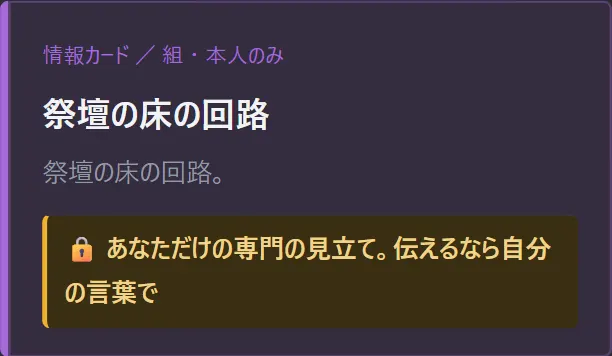 情報カード ／ 組 · 本人のみ
祭壇の床の回路
祭壇の床の回路。
🔒 あなただけの専門の見立て。伝えるなら自分
の言葉で